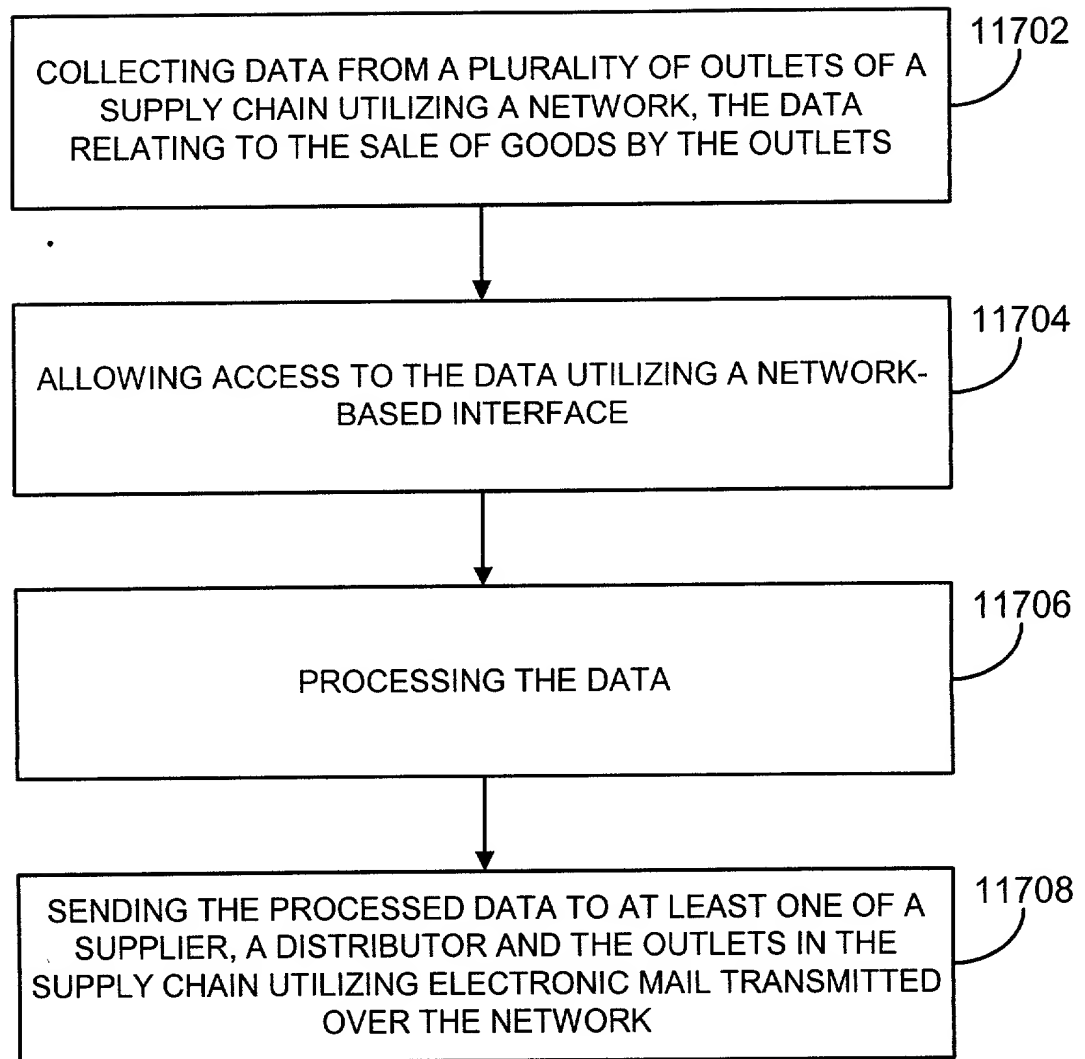 11702
COLLECTING DATA FROM A PLURALITY OF OUTLETS OF A
SUPPLY CHAIN UTILIZING A NETWORK, THE DATA
RELATING TO THE SALE OF GOODS BY THE OUTLETS
11704
ALLOWING ACCESS TO THE DATA UTILIZING A NETWORK-
BASED INTERFACE
11706
PROCESSING THE DATA
11708
SENDING THE PROCESSED DATA TO AT LEAST ONE OF A
SUPPLIER, A DISTRIBUTOR AND THE OUTLETS IN THE
SUPPLY CHAIN UTILIZING ELECTRONIC MAIL TRANSMITTED
OVER THE NETWORK